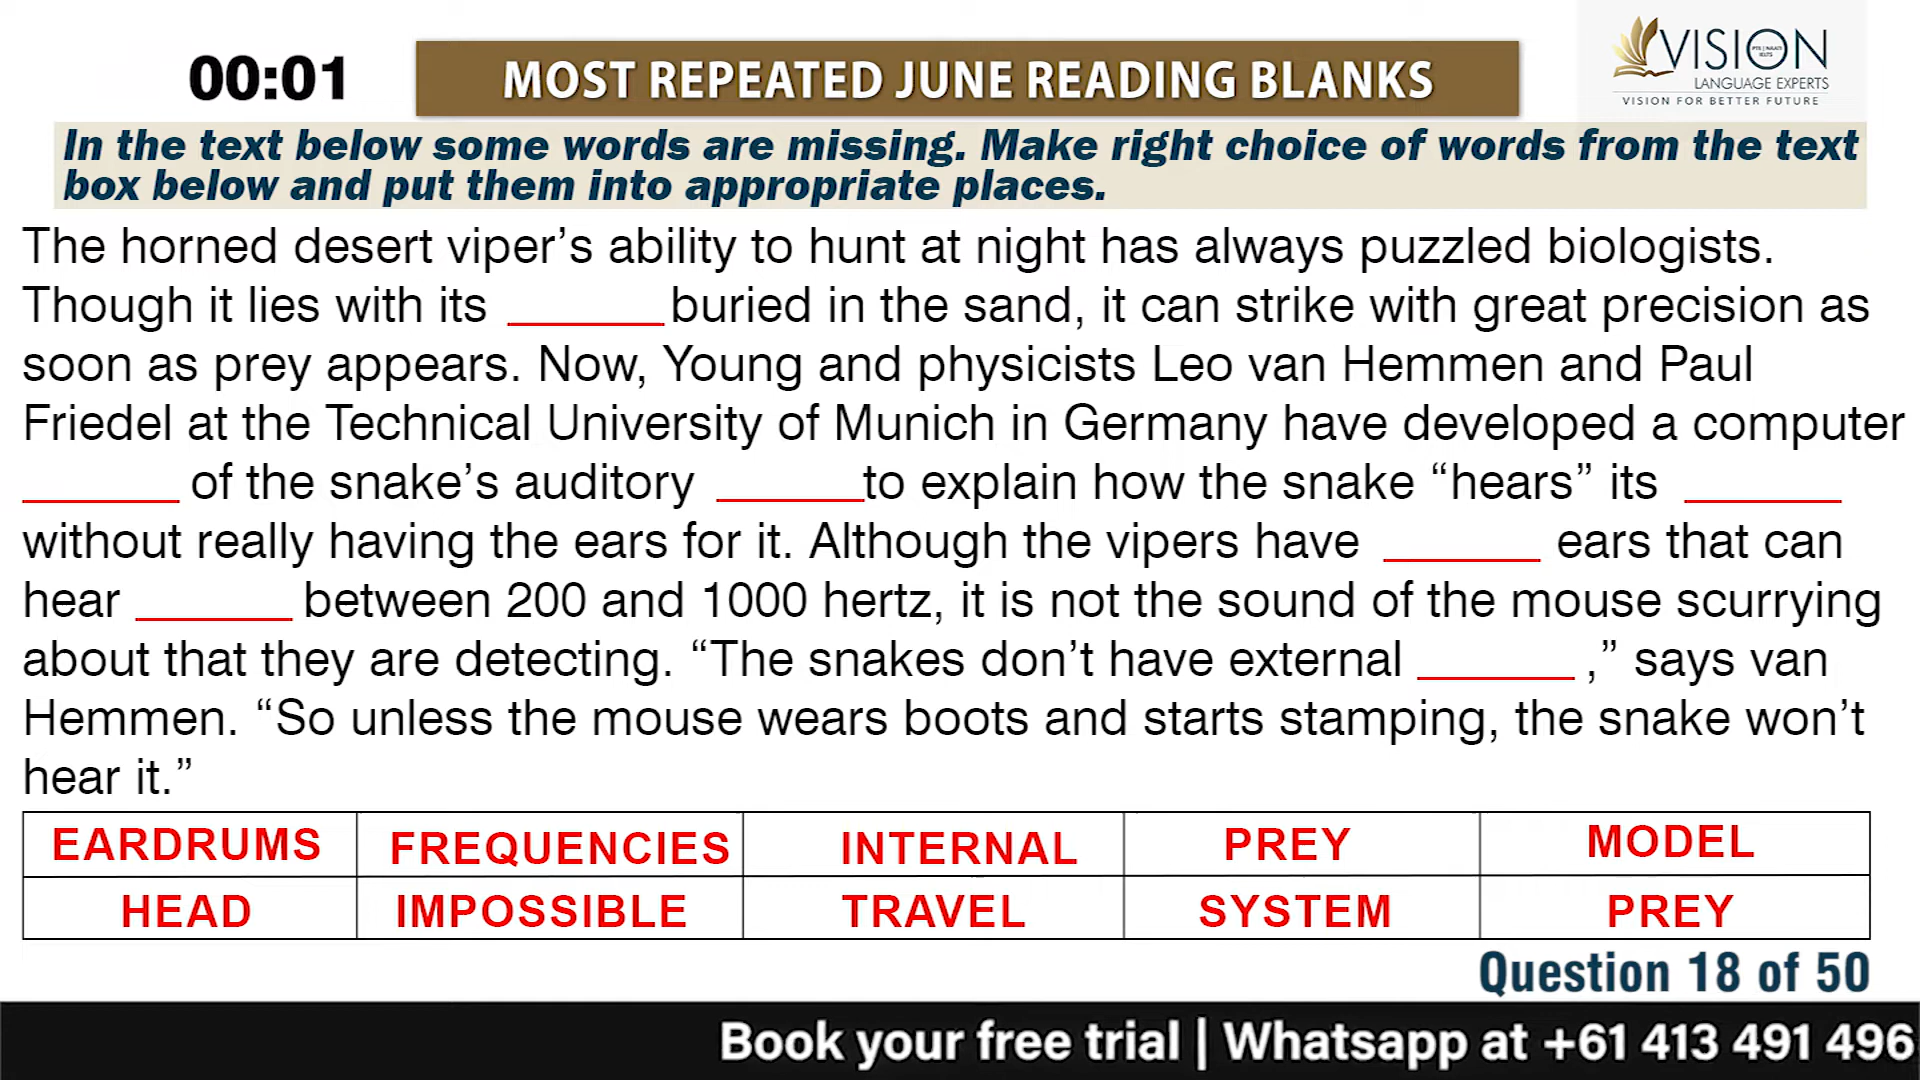 00:01
MOST REPEATED JUNE READING BLANKS
VISION
PTE | NAATI
IELTS
LANGUAGE EXPERTS
VISION FOR BETTER FUTURE
In the text below some words are missing. Make right choice of words from the text
box below and put them into appropriate places.
The horned desert viper’s ability to hunt at night has always puzzled biologists.
Though it lies with its ______ buried in the sand, it can strike with great precision as
soon as prey appears. Now, Young and physicists Leo van Hemmen and Paul
Friedel at the Technical University of Munich in Germany have developed a computer
______ of the snake’s auditory ______ to explain how the snake “hears” its ______
without really having the ears for it. Although the vipers have ______ ears that can
hear ______ between 200 and 1000 hertz, it is not the sound of the mouse scurrying
about that they are detecting. “The snakes don’t have external ______ ,” says van
Hemmen. “So unless the mouse wears boots and starts stamping, the snake won’t
hear it.”
EARDRUMS FREQUENCIES INTERNAL PREY MODEL
HEAD IMPOSSIBLE TRAVEL SYSTEM PREY
Question 18 of 50
Book your free trial | Whatsapp at +61 413 491 496